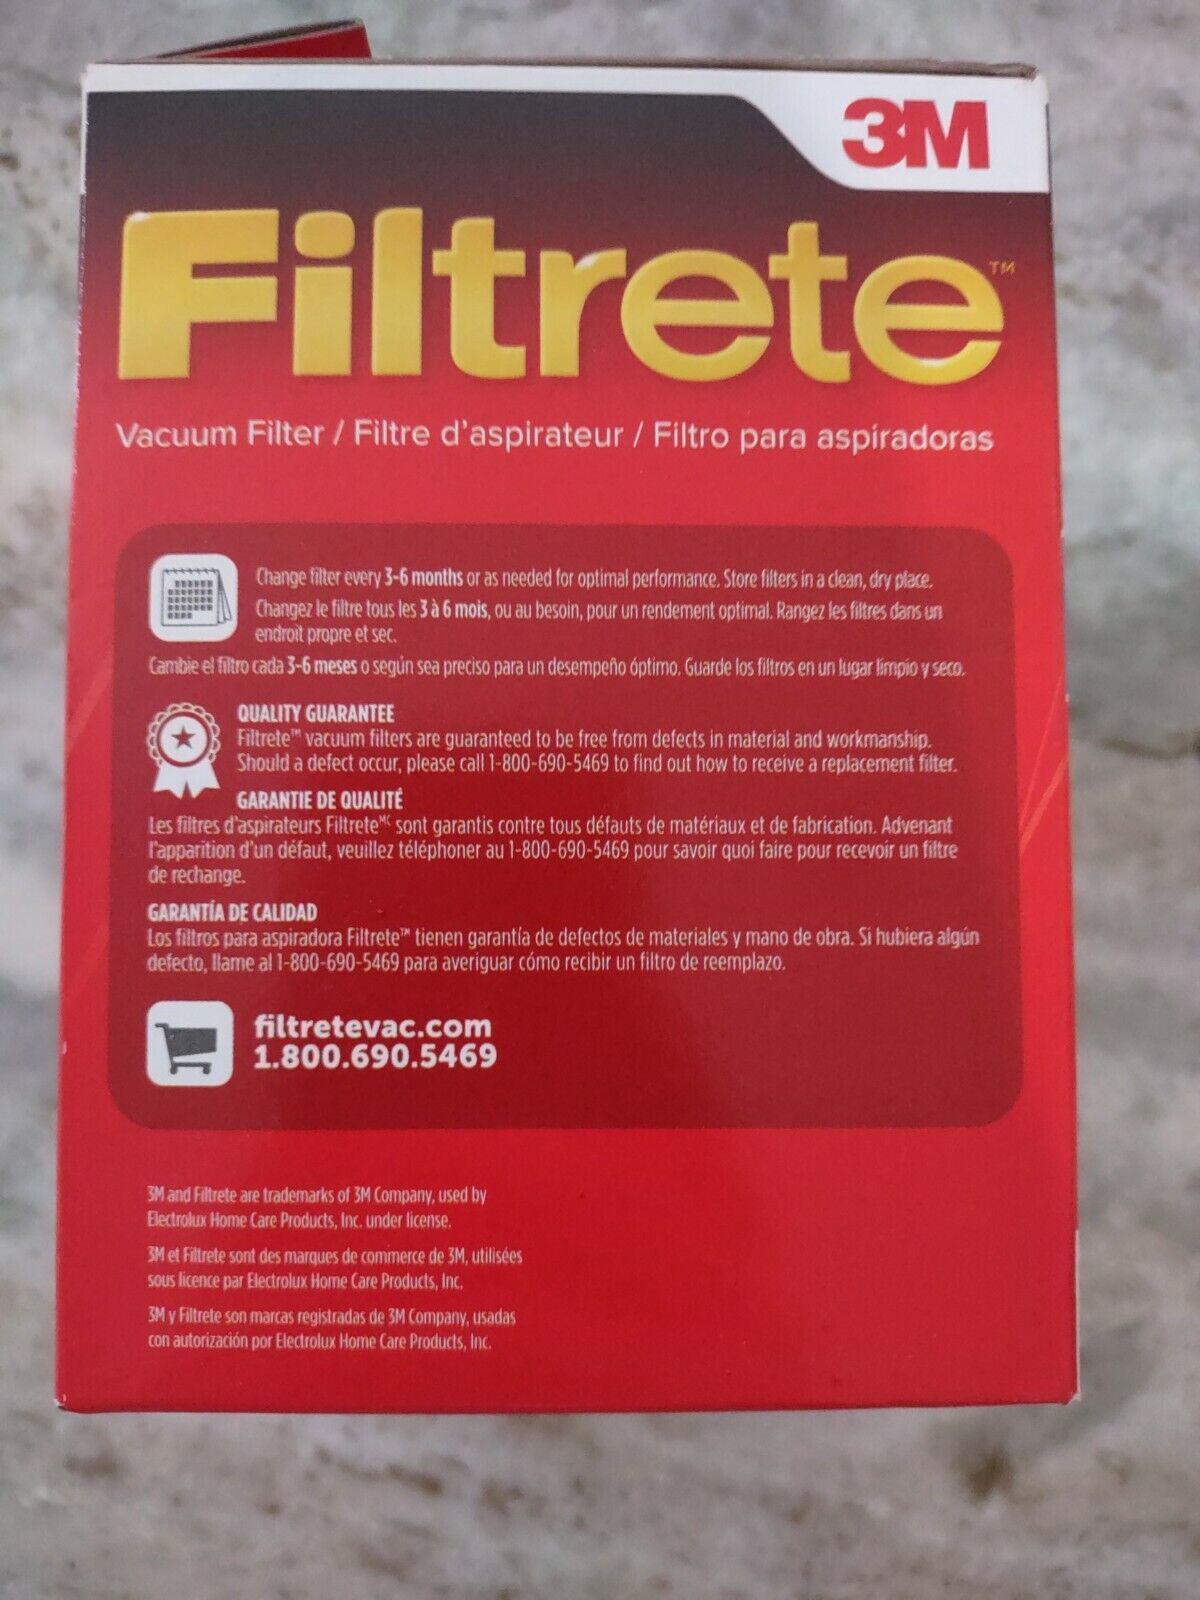 3M
Filtrete™
Vacuum Filter / Filtre d'aspirateur / Filtro para aspiradoras
Change filter every 3-6 months or as needed for optimal performance. Store filters in a clean, dry place.
Changez le filtre tous les 3 à 6 mois, ou au besoin, pour un rendement optimal. Rangez les filtres dans un
endroit propre et sec.
Cambie el filtro cada 3-6 meses o según sea preciso para un desempeño óptimo. Guarde los filtros en un lugar limpio y seco.
QUALITY GUARANTEE
Filtrete™ vacuum filters are guaranteed to be free from defects in material and workmanship.
Should a defect occur, please call 1-800-690-5469 to find out how to receive a replacement filter.
GARANTIE DE QUALITÉ
Les filtres d'aspirateurs Filtrete MC sont garantis contre tous défauts de matériaux et de fabrication. Advenant
l'apparition d'un défaut, veuillez téléphoner au 1-800-690-5469 pour savoir quoi faire pour recevoir un filtre
de rechange.
GARANTÍA DE CALIDAD
Los filtros para aspiradora Filtrete™ tienen garantía de defectos de materiales y mano de obra. Si hubiera algún
defecto, llame al 1-800-690-5469 para averiguar cómo recibir un filtro de reemplazo.
filtretevac.com
1.800.690.5469
3M and Filtrete are trademarks of 3M Company, used by
Electrolux Home Care Products, Inc. under license.
3M et Filtrete sont des marques de commerce de 3M, utilisées
sous licence par Electrolux Home Care Products, Inc.
3M y Filtrete son marcas registradas de 3M Company, usadas
con autorización por Electrolux Home Care Products, Inc.